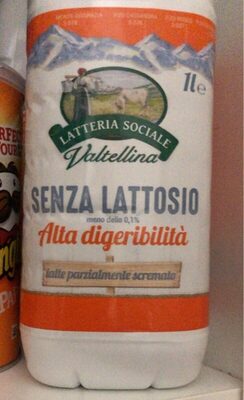 1l e
LATTERIA SOCIALE
Valtellina
SENZA LATTOSIO
meno dello 0,1%
Alta digeribilità
latte parzialmente scremato